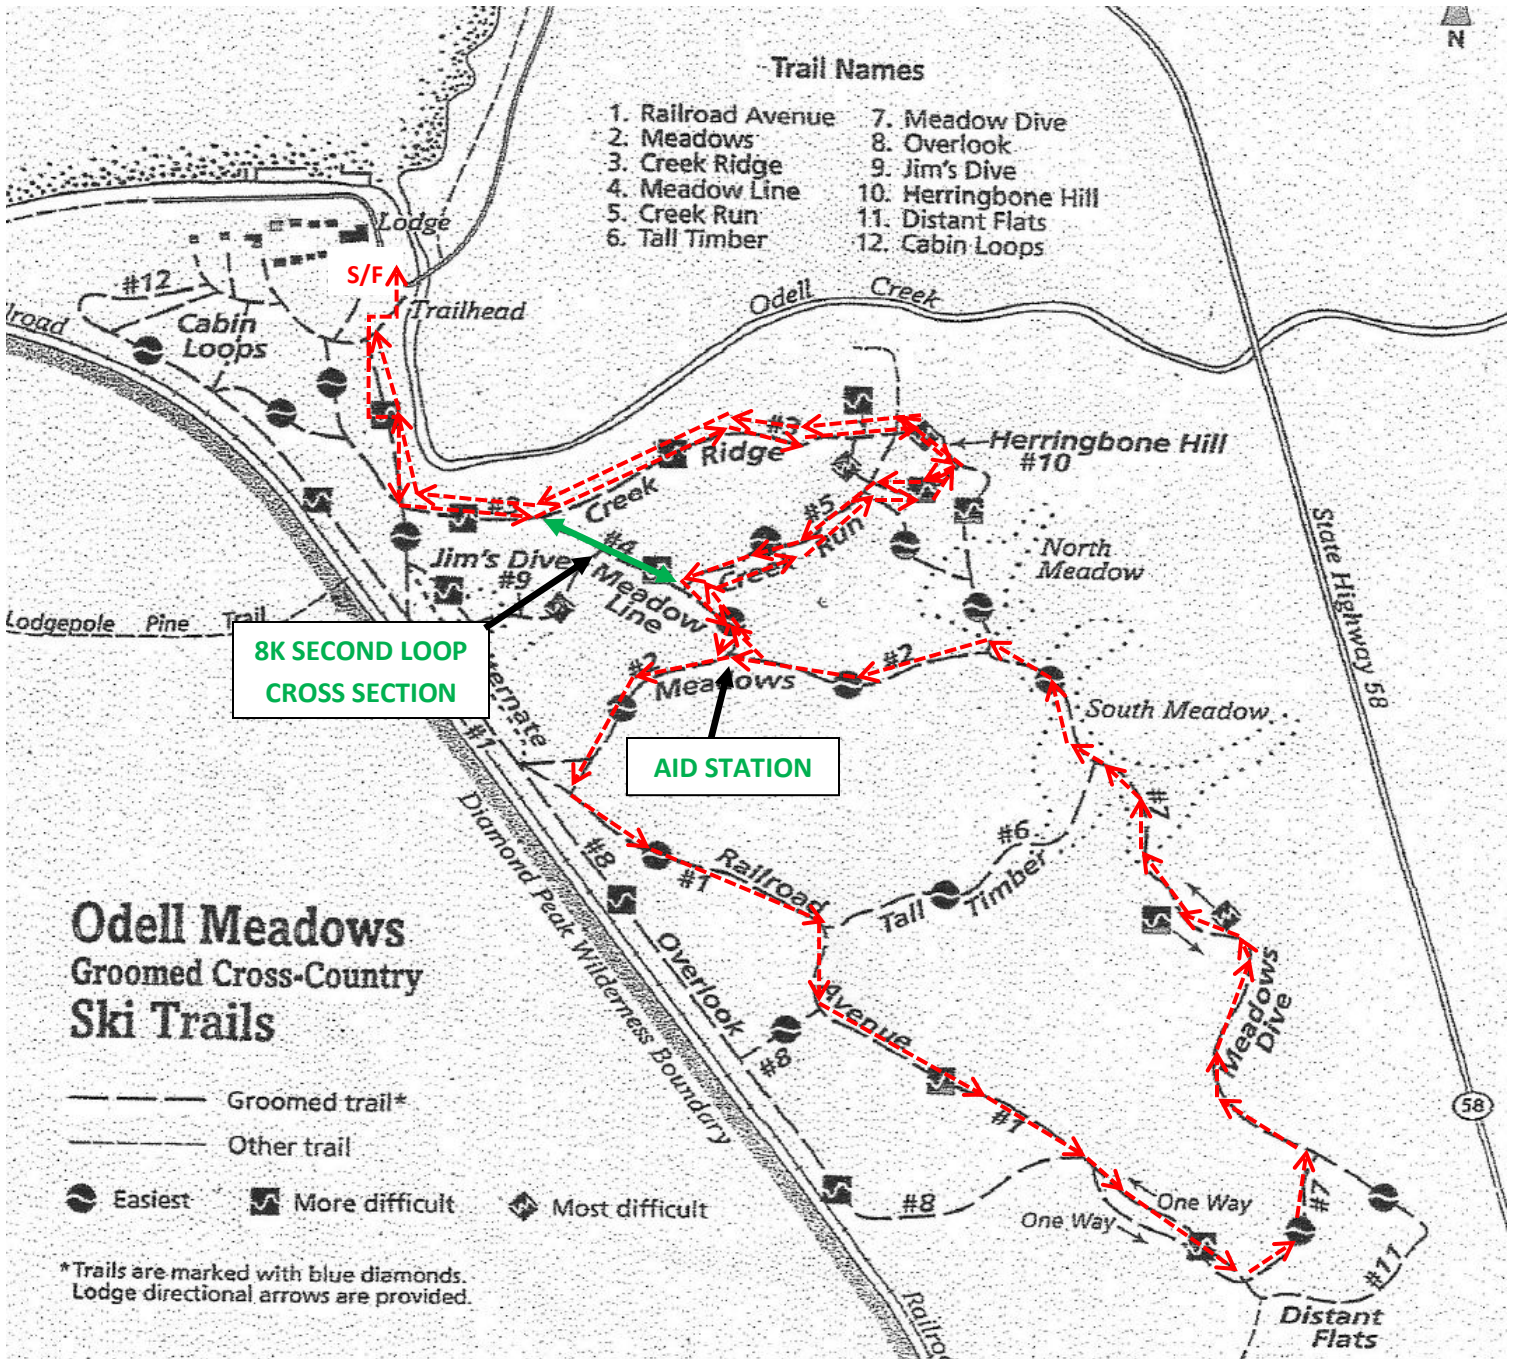 N
Trail Names
1. Railroad Avenue
2. Meadows
3. Creek Ridge
4. Meadow Line
5. Creek Run
6. Tall Timber
7. Meadow Dive
8. Overlook
9. Jim's Dive
10. Herringbone Hill
11. Distant Flats
12. Cabin Loops
Lodge
S/F
#12
Trailhead
Odell Creek
lroad
Cabin
Loops
#3
Ridge
Herringbone Hill
#10
Creek
#3
#5
Run
Creek
#4
Jim's Dive
#9
Meadow
Line
North
Meadow
State Highway 58
Lodgepole Pine Trail
8K SECOND LOOP
CROSS SECTION
ternate
#2
Meadows
#2
South Meadow
#1
AID STATION
#7
#6
#8
Railroad
#1
Tall Timber
Diamond Peak Wilderness Boundary
Odell Meadows
Groomed Cross-Country
Ski Trails
Overlook
Meadows
Dive
Avenue
#8
58
Groomed trail*
#1
Other trail
Easiest
More difficult
Most difficult
#8
One Way
One Way
#7
#11
*Trails are marked with blue diamonds.
Lodge directional arrows are provided.
Distant
Flats
Railro